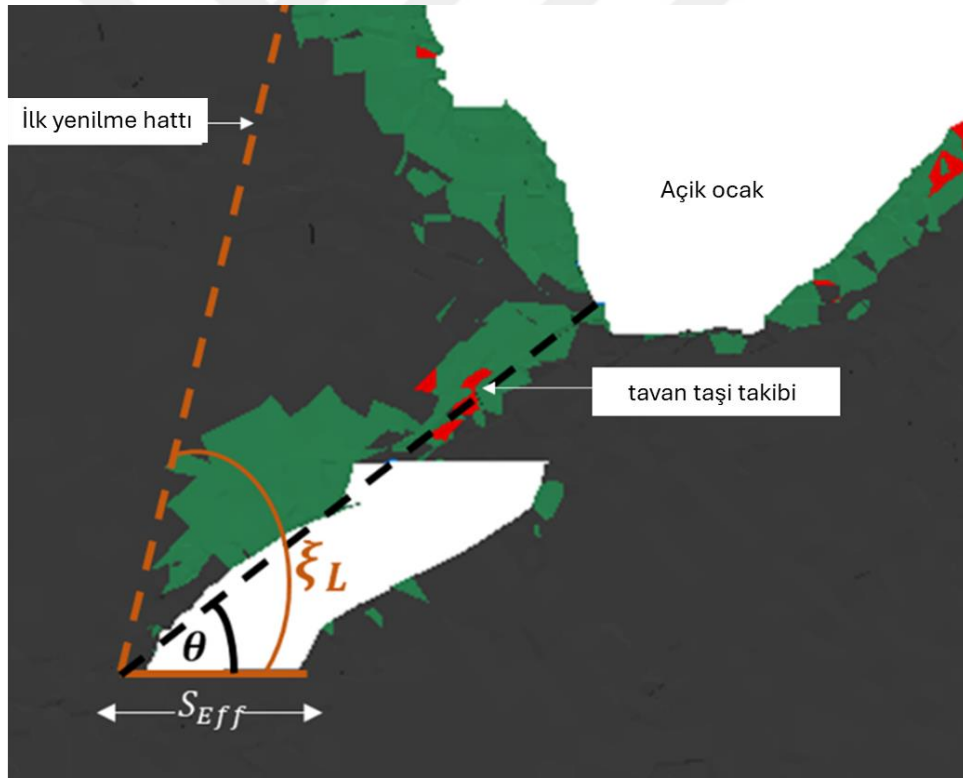 İlk yenilme hattı
Açik ocak
tavan taşi takibi
ξL
θ
SEff